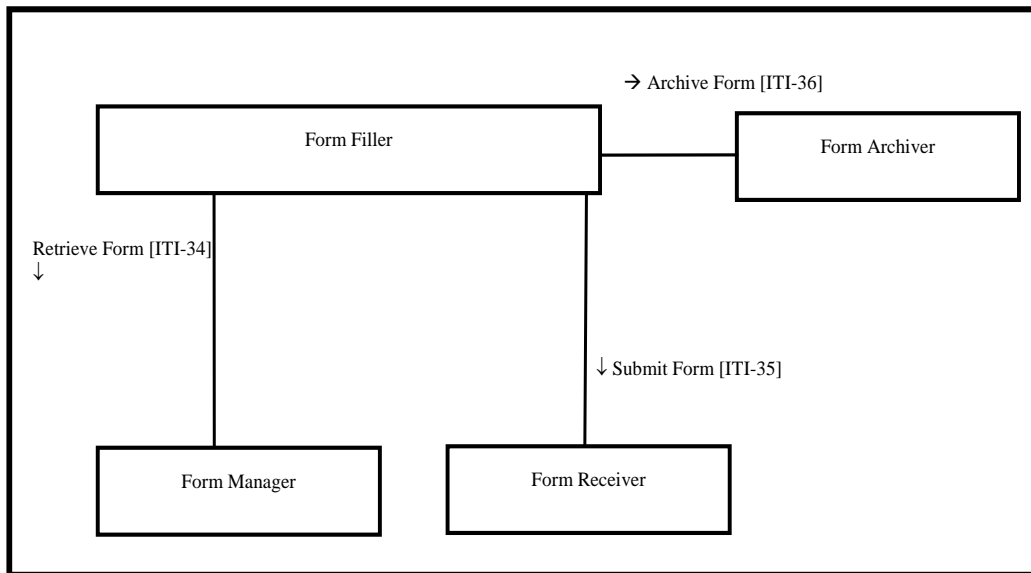 → Archive Form [ITI-36]
Form Filler
Form Archiver
Retrieve Form [ITI-34]
↓
↓ Submit Form [ITI-35]
Form Manager
Form Receiver